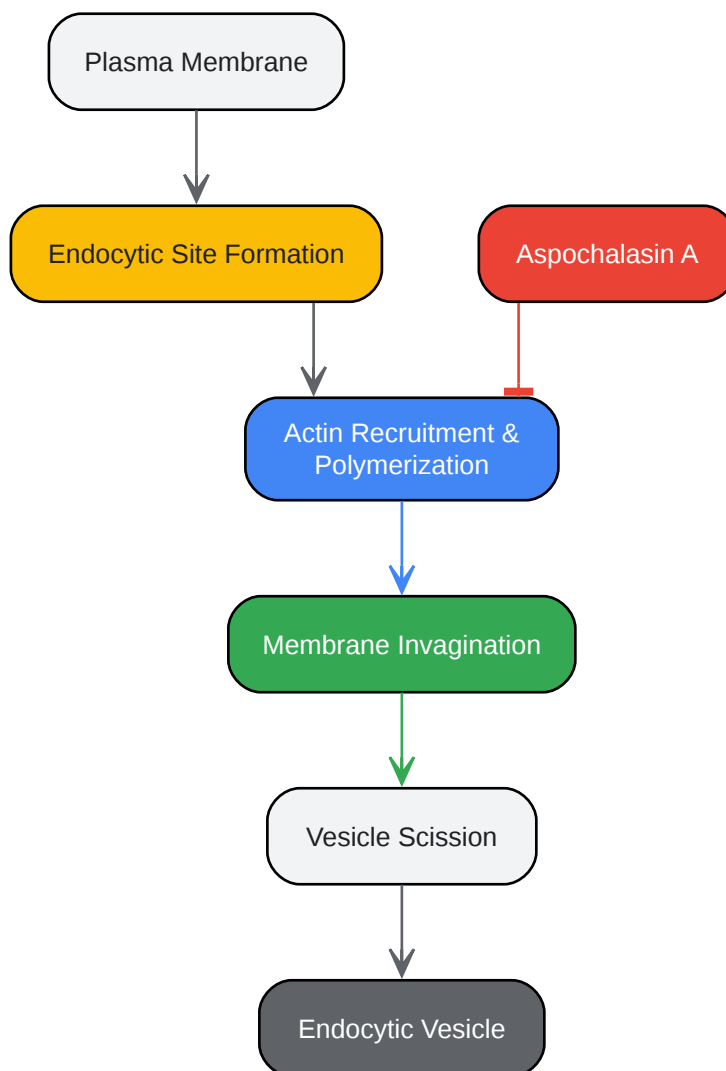 Plasma Membrane
Endocytic Site Formation
Aspochalasin A
Actin Recruitment &
Polymerization
Membrane Invagination
Vesicle Scission
Endocytic Vesicle